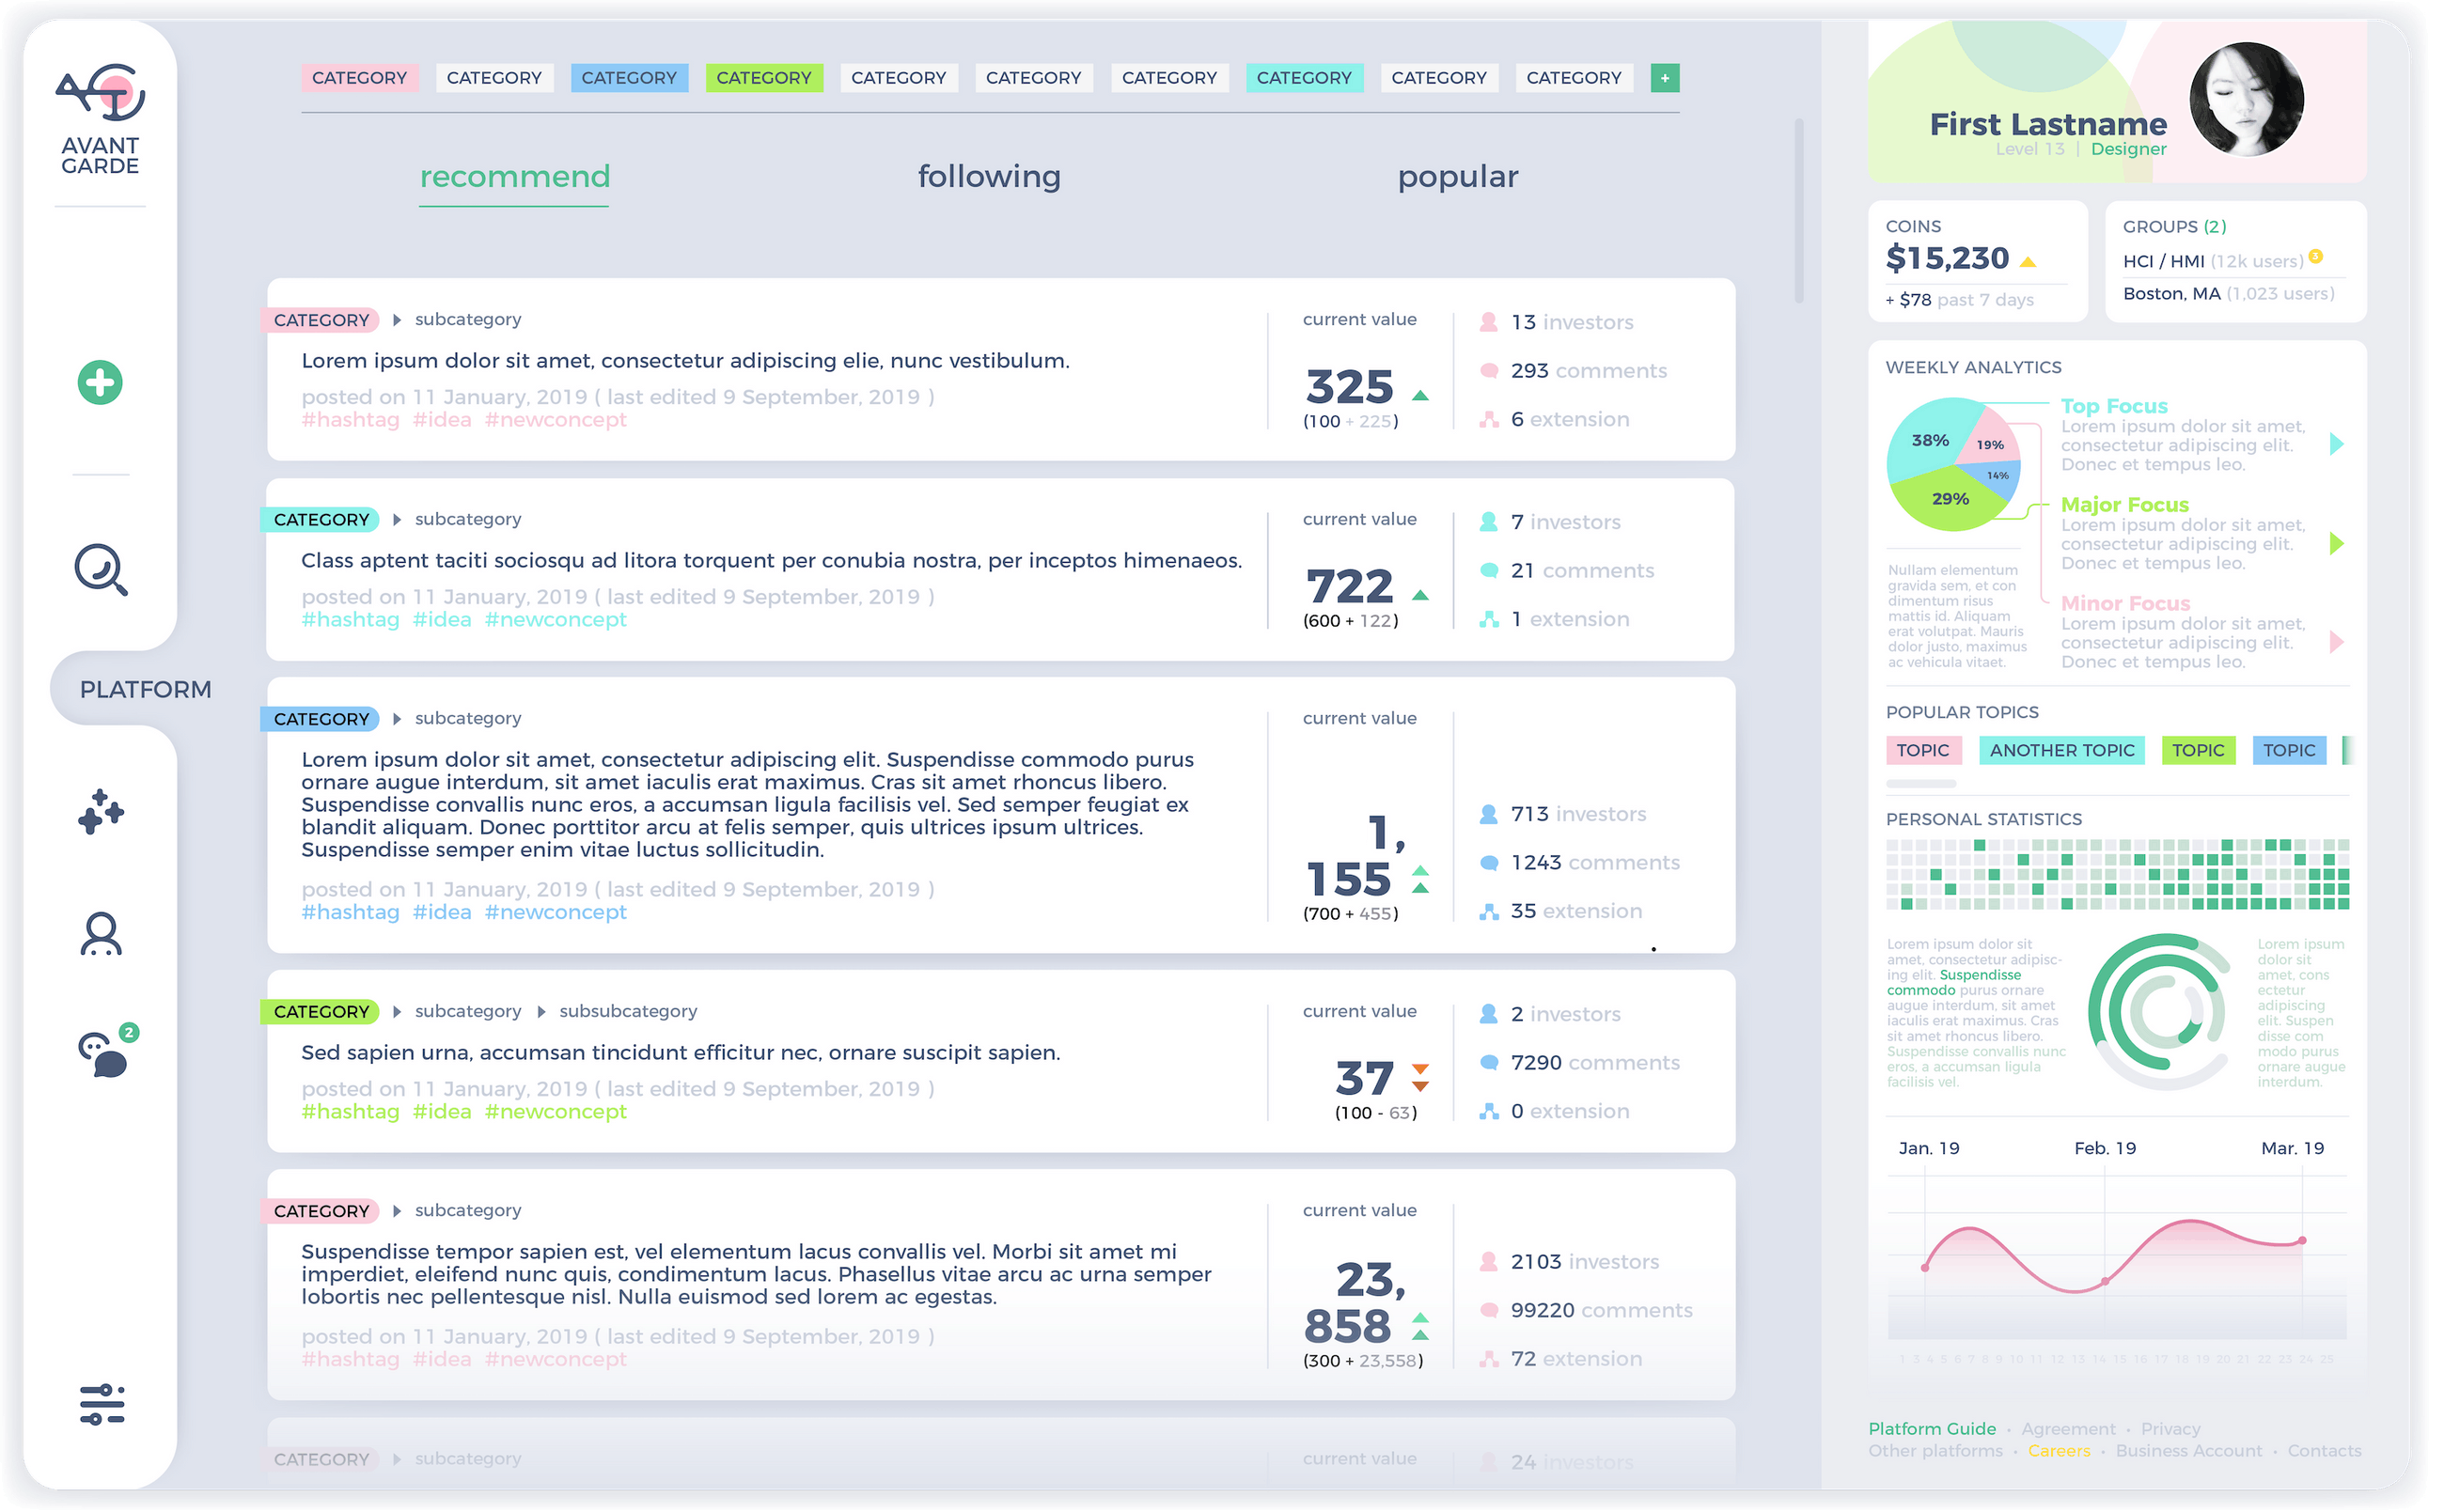 AVANT
GARDE
PLATFORM
2
CATEGORY CATEGORY CATEGORY CATEGORY CATEGORY CATEGORY CATEGORY CATEGORY CATEGORY CATEGORY +
recommend following popular
CATEGORY subcategory
Lorem ipsum dolor sit amet, consectetur adipiscing elie, nunc vestibulum.
posted on 11 January, 2019 ( last edited 9 September, 2019 )
#hashtag #idea #newconcept
current value
325
(100 + 225)
13 investors
293 comments
6 extension
CATEGORY subcategory
Class aptent taciti sociosqu ad litora torquent per conubia nostra, per inceptos himenaeos.
posted on 11 January, 2019 ( last edited 9 September, 2019 )
#hashtag #idea #newconcept
current value
722
(600 + 122)
7 investors
21 comments
1 extension
CATEGORY subcategory
Lorem ipsum dolor sit amet, consectetur adipiscing elit. Suspendisse commodo purus
ornare augue interdum, sit amet iaculis erat maximus. Cras sit amet rhoncus libero.
Suspendisse convallis nunc eros, a accumsan ligula facilisis vel. Sed semper feugiat ex
blandit aliquam. Donec porttitor arcu at felis semper, quis ultrices ipsum ultrices.
Suspendisse semper enim vitae luctus sollicitudin.
posted on 11 January, 2019 ( last edited 9 September, 2019 )
#hashtag #idea #newconcept
current value
1,
155
(700 + 455)
713 investors
1243 comments
35 extension
.
CATEGORY subcategory subsubcategory
Sed sapien urna, accumsan tincidunt efficitur nec, ornare suscipit sapien.
posted on 11 January, 2019 ( last edited 9 September, 2019 )
#hashtag #idea #newconcept
current value
37
(100 - 63)
2 investors
7290 comments
0 extension
CATEGORY subcategory
Suspendisse tempor sapien est, vel elementum lacus convallis vel. Morbi sit amet mi
imperdiet, eleifend nunc quis, condimentum lacus. Phasellus vitae arcu ac urna semper
lobortis nec pellentesque nisl. Nulla euismod sed lorem ac egestas.
posted on 11 January, 2019 ( last edited 9 September, 2019 )
#hashtag #idea #newconcept
current value
23,
858
(300 + 23,558)
2103 investors
99220 comments
72 extension
CATEGORY subcategory
current value
24 investors
First Lastname
Level 13 | Designer
COINS
$15,230
+ $78 past 7 days
GROUPS (2)
HCI / HMI (12k users) 3
Boston, MA (1,023 users)
WEEKLY ANALYTICS
38%
19%
14%
29%
Nullam elementum
gravida sem, et con
dimentum risus
mattis id. Aliquam
erat volutpat. Mauris
dolor justo, maximus
ac vehicula vitaet.
Top Focus
Lorem ipsum dolor sit amet,
consectetur adipiscing elit.
Donec et tempus leo.
Major Focus
Lorem ipsum dolor sit amet,
consectetur adipiscing elit.
Donec et tempus leo.
Minor Focus
Lorem ipsum dolor sit amet,
consectetur adipiscing elit.
Donec et tempus leo.
POPULAR TOPICS
TOPIC ANOTHER TOPIC TOPIC TOPIC
PERSONAL STATISTICS
Lorem ipsum dolor sit
amet, consectetur adipisc-
ing elit. Suspendisse
commodo purus ornare
augue interdum, sit amet
iaculis erat maximus. Cras
sit amet rhoncus libero.
Suspendisse convallis nunc
eros, a accumsan ligula
facilisis vel.
Lorem ipsum
dolor sit
amet, cons
ectetur
adipiscing
elit. Suspen
disse com
modo purus
ornare augue
interdum.
Jan. 19 Feb. 19 Mar. 19
1 3 4 5 6 7 8 9 10 11 12 13 14 15 16 17 18 19 20 21 22 23 24 25
Platform Guide · Agreement · Privacy
Other platforms · Careers · Business Account · Contacts